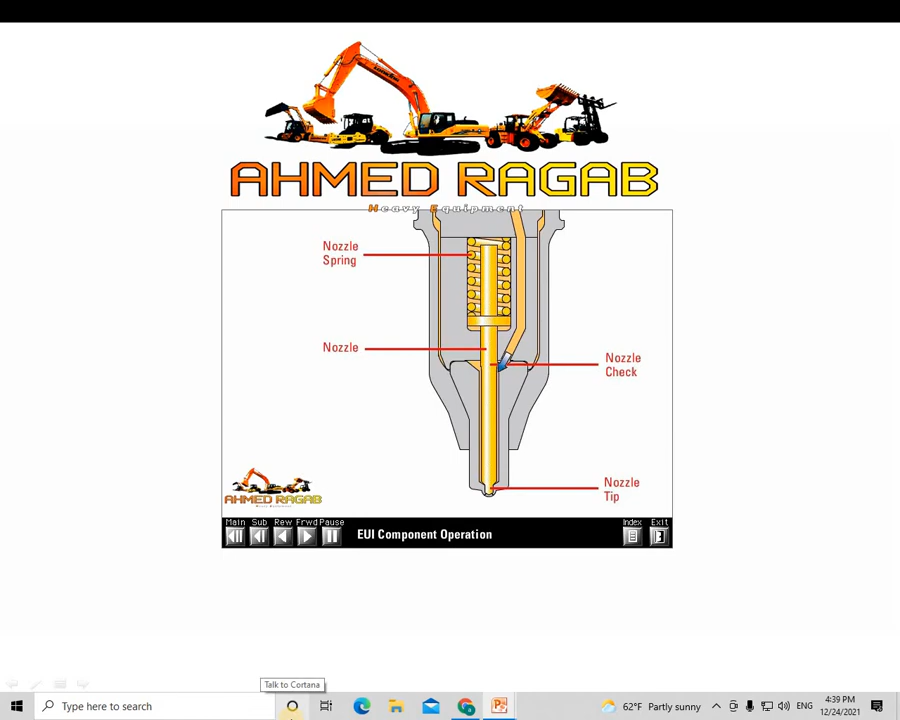 AHMED RAGAB
Heavy Equipment
Nozzle
Spring
Nozzle
Nozzle
Check
Nozzle
Tip
AHMED RAGAB
Main Sub Rew Frwd Pause
EUI Component Operation
Index Exit
Talk to Cortana
Type here to search
62°F Partly sunny
ENG
4:39 PM
12/24/2021